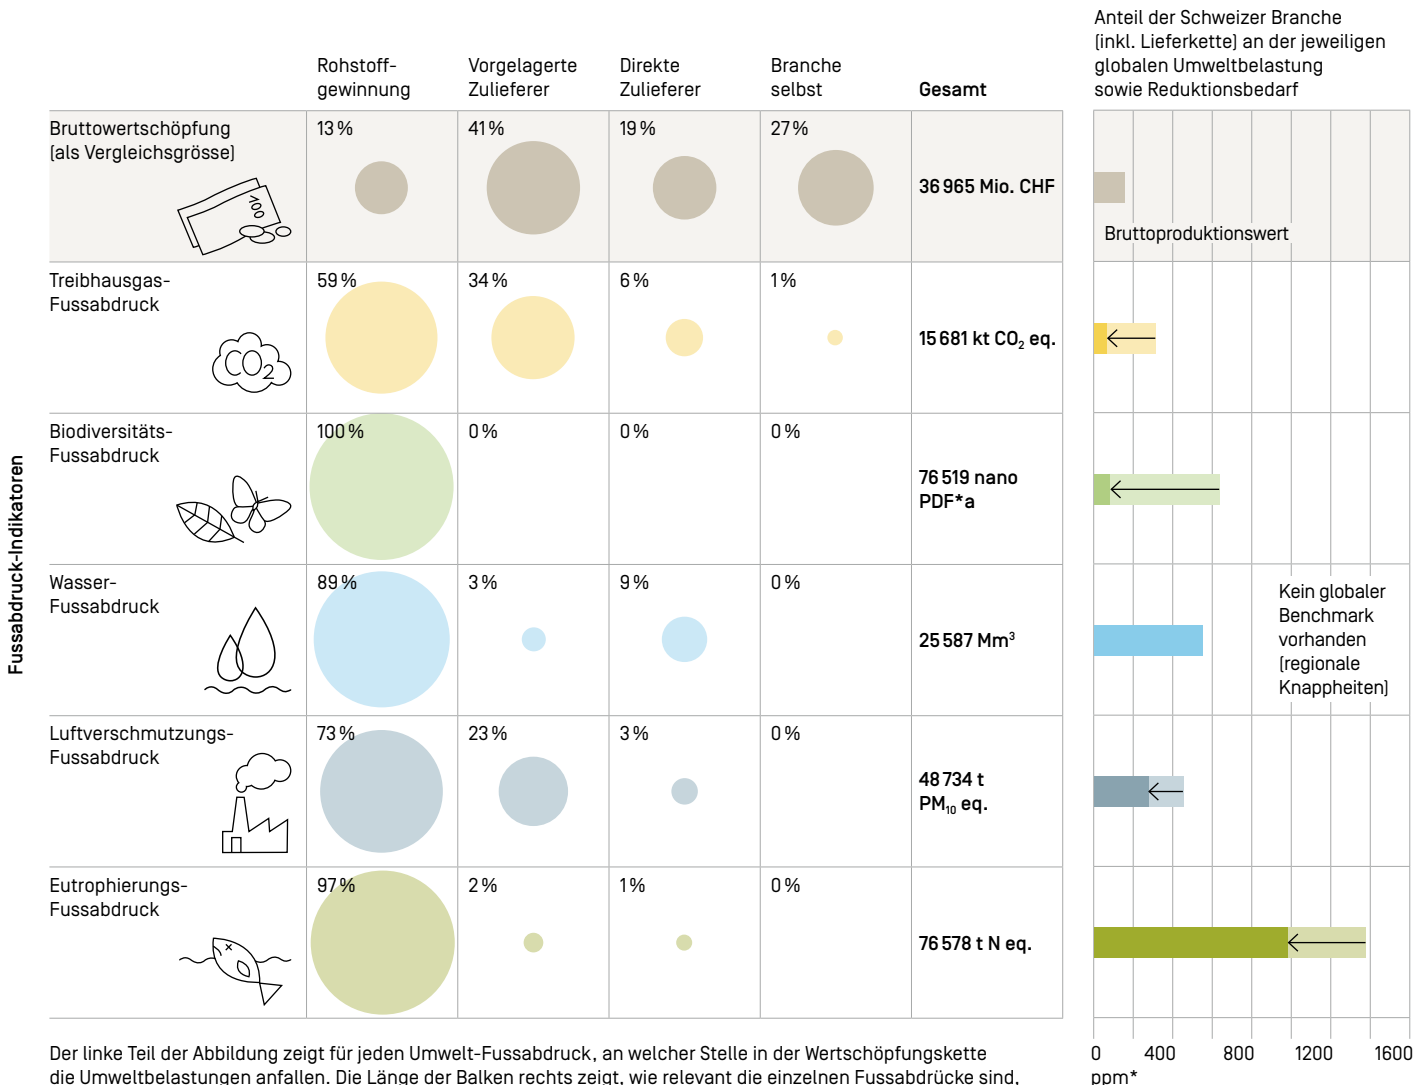 Anteil der Schweizer Branche
(inkl. Lieferkette) an der jeweiligen
globalen Umweltbelastung
sowie Reduktionsbedarf
Rohstoff-
gewinnung
Vorgelagerte
Zulieferer
Direkte
Zulieferer
Branche
selbst
Gesamt
Fussabdruck-Indikatoren
Bruttowertschöpfung
(als Vergleichsgrösse)
100
13 %
41 %
19 %
27 %
36 965 Mio. CHF
Bruttoproduktionswert
Treibhausgas-
Fussabdruck
CO2
59 %
34 %
6 %
1 %
15 681 kt CO₂ eq.
Biodiversitäts-
Fussabdruck
100 %
0 %
0 %
0 %
76 519 nano
PDF*a
Wasser-
Fussabdruck
89 %
3 %
9 %
0 %
25 587 Mm³
Kein globaler
Benchmark
vorhanden
(regionale
Knappheiten)
Luftverschmutzungs-
Fussabdruck
73 %
23 %
3 %
0 %
48 734 t
PM₁₀ eq.
Eutrophierungs-
Fussabdruck
97 %
2 %
1 %
0 %
76 578 t N eq.
0 400 800 1200 1600
ppm*
Der linke Teil der Abbildung zeigt für jeden Umwelt-Fussabdruck, an welcher Stelle in der Wertschöpfungskette
die Umweltbelastungen anfallen. Die Länge der Balken rechts zeigt, wie relevant die einzelnen Fussabdrücke sind,